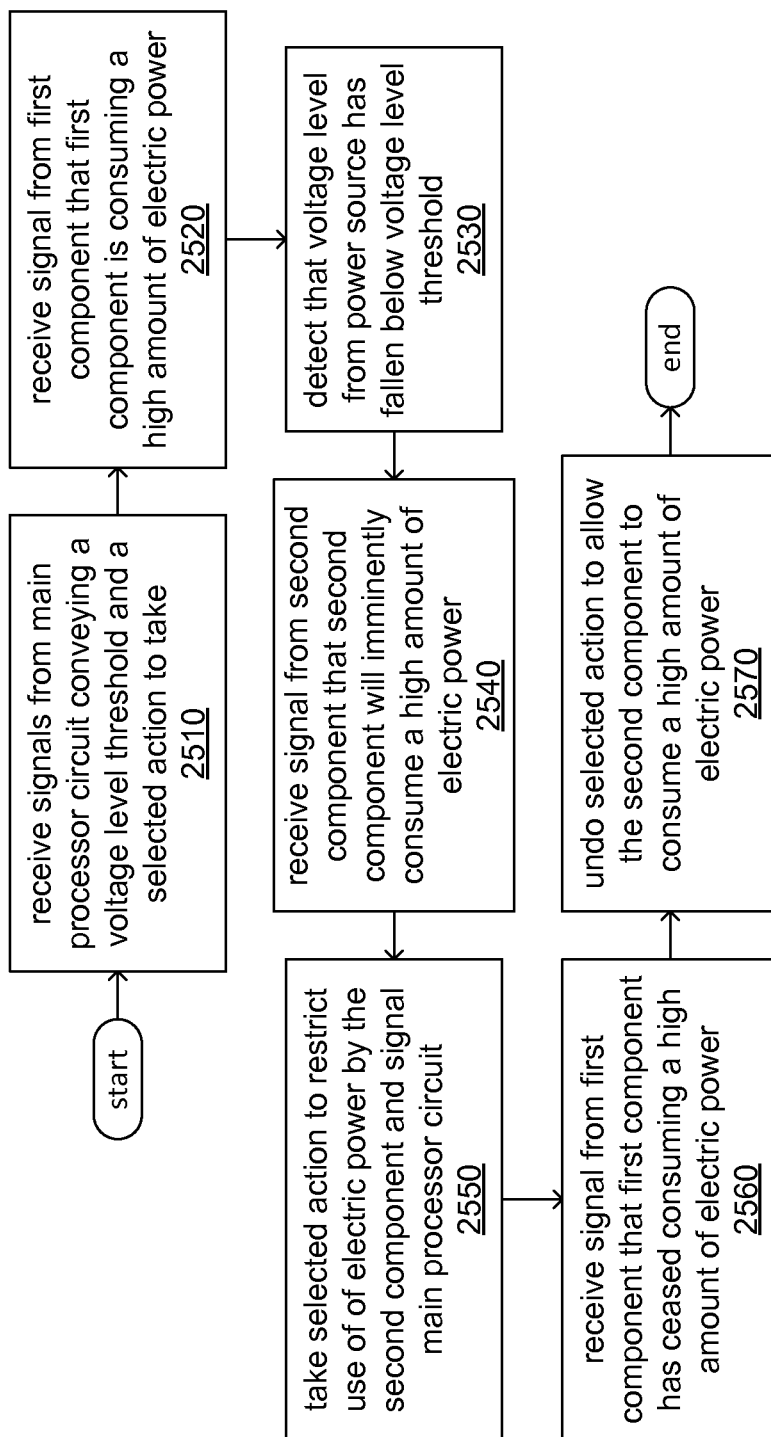 start
receive signals from main
processor circuit conveying a
voltage level threshold and a
selected action to take
2510
receive signal from first
component that first
component is consuming a
high amount of electric power
2520
detect that voltage level
from power source has
fallen below voltage level
threshold
2530
receive signal from second
component that second
component will imminently
consume a high amount of
electric power
2540
take selected action to restrict
use of of electric power by the
second component and signal
main processor circuit
2550
receive signal from first
component that first component
has ceased consuming a high
amount of electric power
2560
undo selected action to allow
the second component to
consume a high amount of
electric power
2570
end